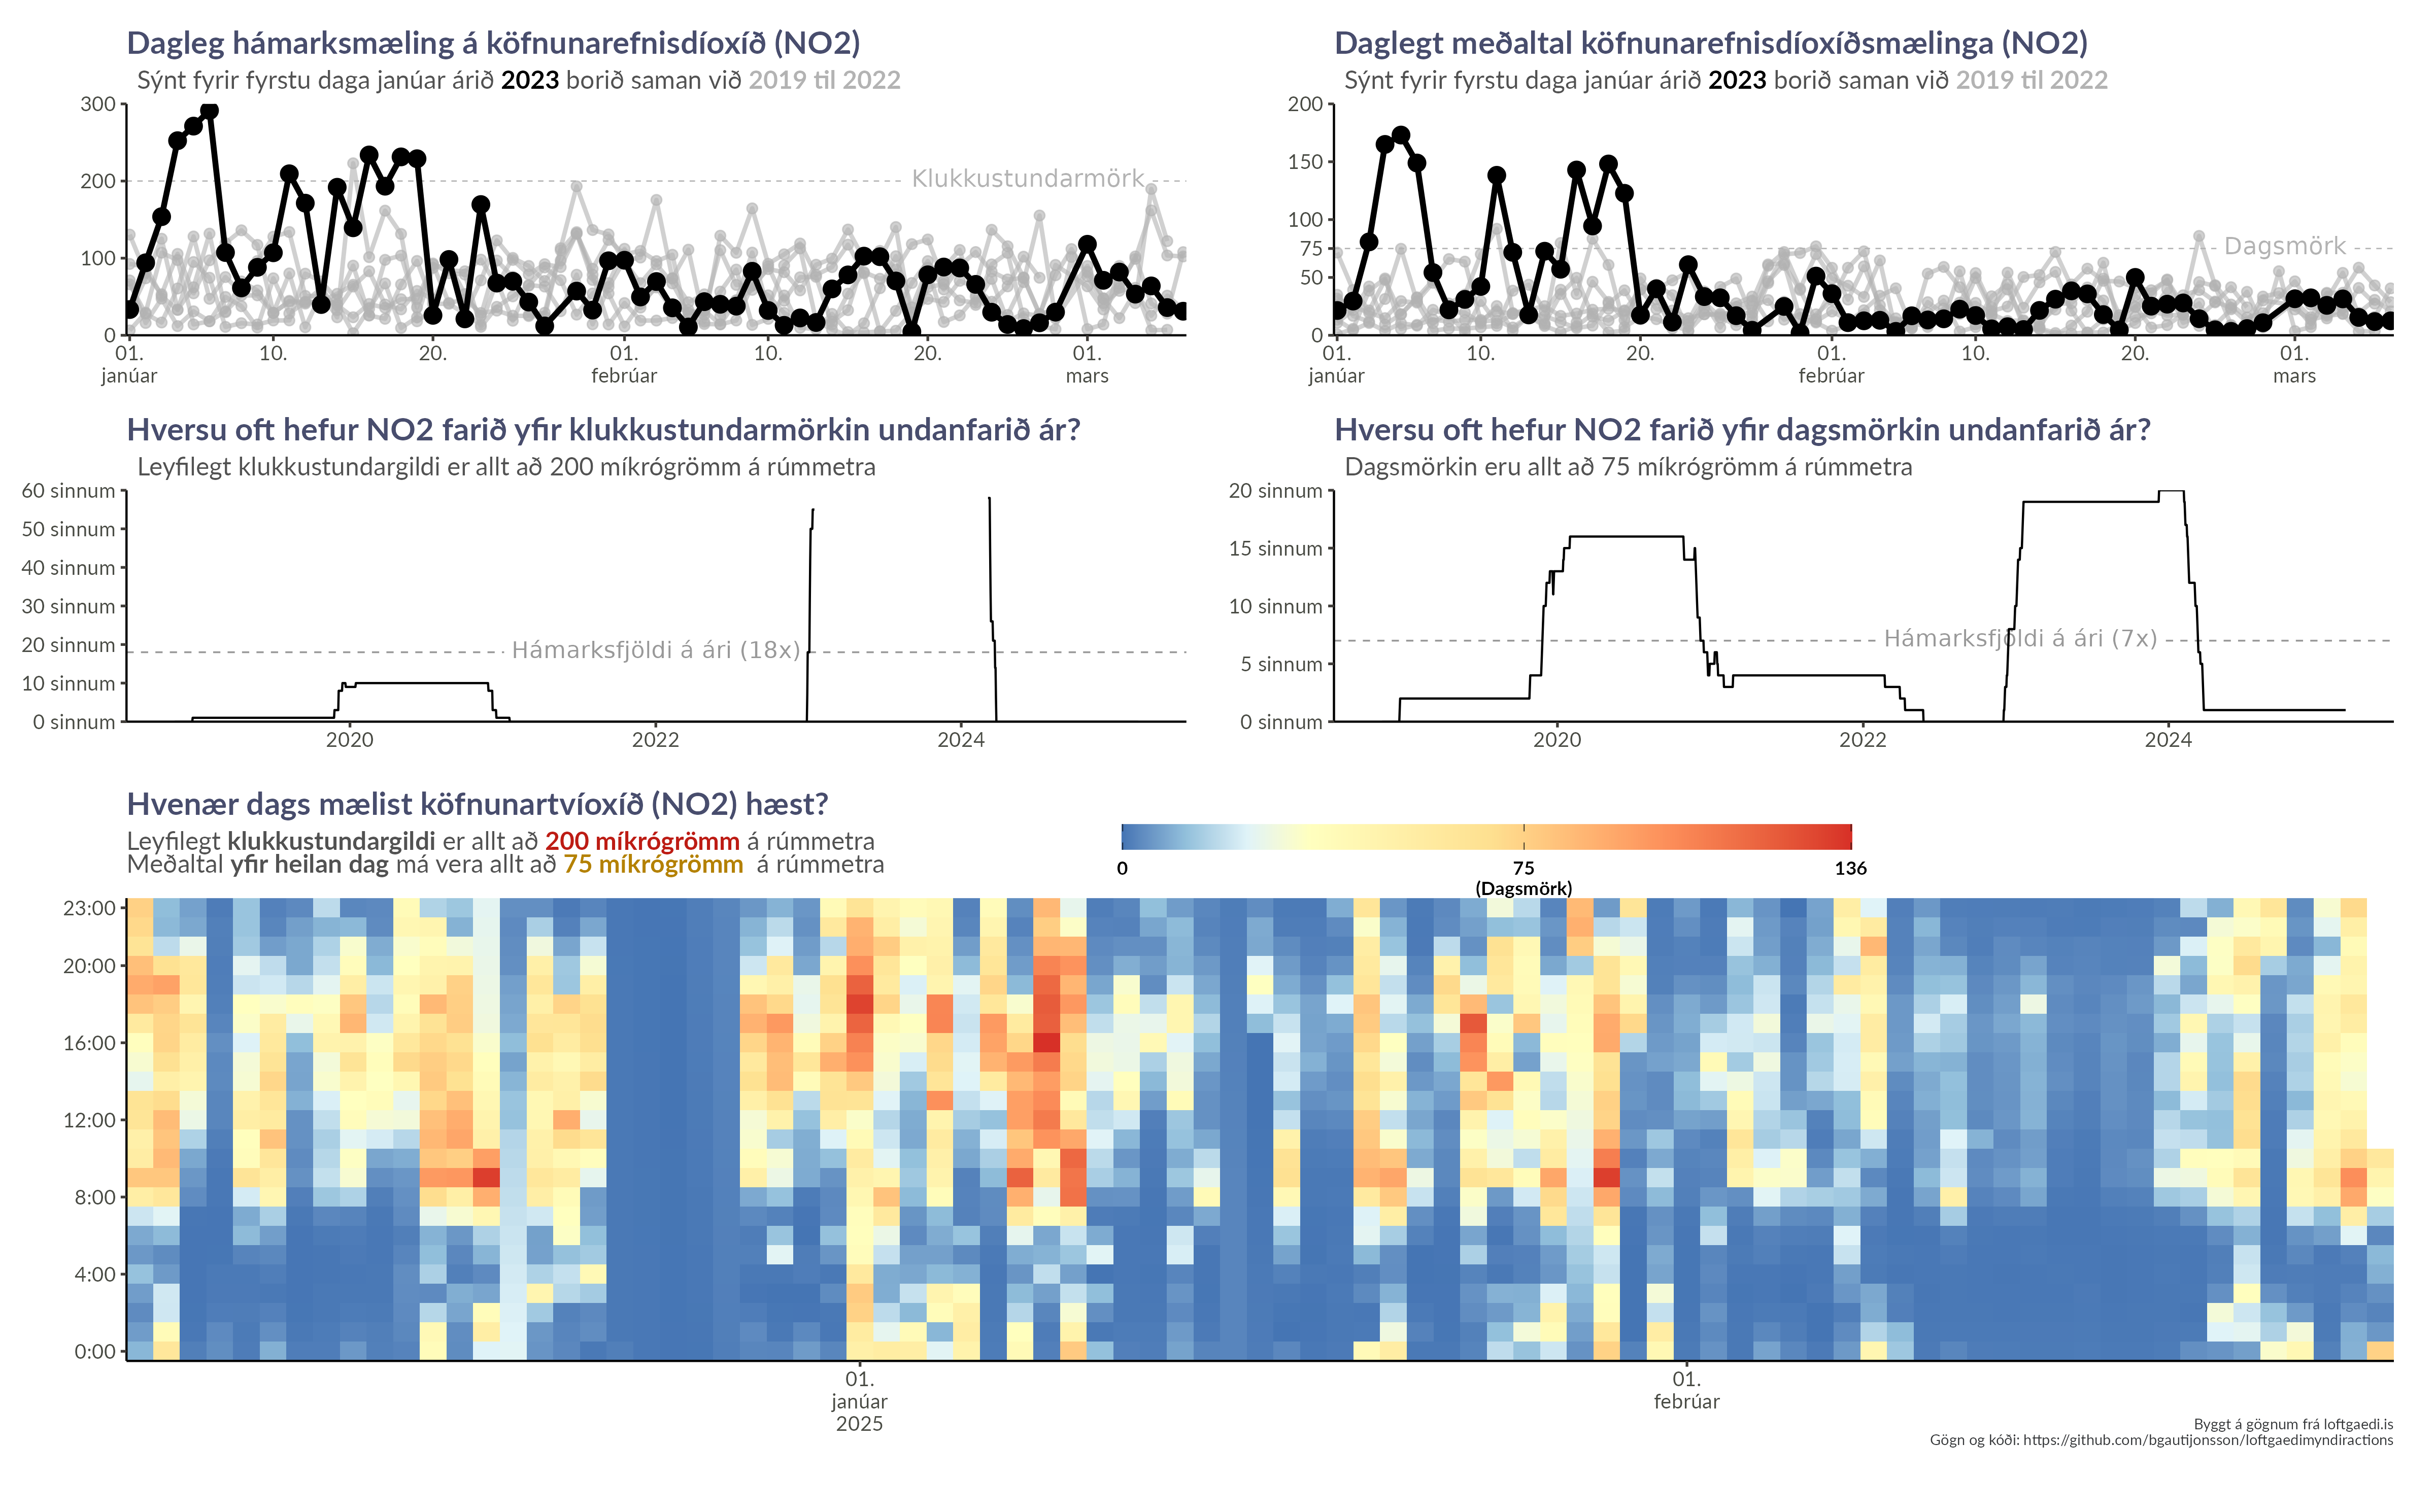 Dagleg hámarksmæling á köfnunarefnisdíoxíð (NO2)
Sýnt fyrir fyrstu daga janúar árið 2023 borið saman við 2019 til 2022
300
200
100
0
Klukkustundarmörk
01.
janúar
10.
20.
01.
febrúar
10.
20.
01.
mars
Daglegt meðaltal köfnunarefnisdíoxíðsmælinga (NO2)
Sýnt fyrir fyrstu daga janúar árið 2023 borið saman við 2019 til 2022
200
150
100
75
50
0
Dagsmörk
01.
janúar
10.
20.
01.
febrúar
10.
20.
01.
mars
Hversu oft hefur NO2 farið yfir klukkustundarmörkin undanfarið ár?
Leyfilegt klukkustundargildi er allt að 200 míkrógrömm á rúmmetra
60 sinnum
50 sinnum
40 sinnum
30 sinnum
20 sinnum
10 sinnum
0 sinnum
Hámarksfjöldi á ári (18x)
2020
2022
2024
Hversu oft hefur NO2 farið yfir dagsmörkin undanfarið ár?
Dagsmörkin eru allt að 75 míkrógrömm á rúmmetra
20 sinnum
15 sinnum
10 sinnum
5 sinnum
0 sinnum
Hámarksfjöldi á ári (7x)
2020
2022
2024
Hvenær dags mælist köfnunartvíoxíð (NO2) hæst?
Leyfilegt klukkustundargildi er allt að 200 míkrógrömm á rúmmetra
Meðaltal yfir heilan dag má vera allt að 75 míkrógrömm á rúmmetra
0
75
(Dagsmörk)
136
23:00
20:00
16:00
12:00
8:00
4:00
0:00
01.
janúar
2025
01.
febrúar
Byggt á gögnum frá loftgaedi.is
Gögn og kóði: https://github.com/bgautijonsson/loftgaedimyndiractions